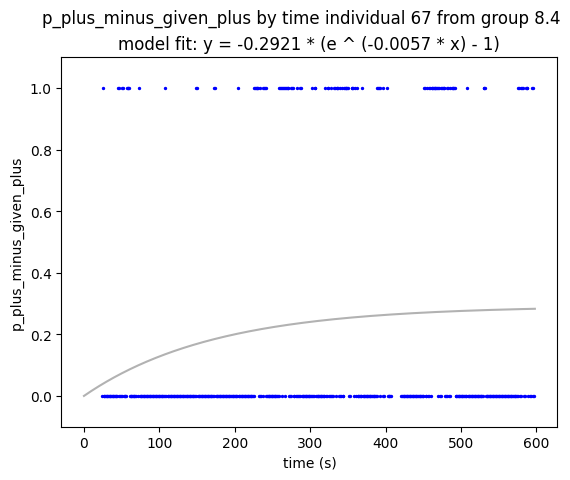 p_plus_minus_given_plus by time individual 67 from group 8.4
model fit: y = -0.2921 * (e ^ (-0.0057 * x) - 1)
1.0
0.8
0.6
0.4
0.2
0.0
p_plus_minus_given_plus
0 100 200 300 400 500 600
time (s)